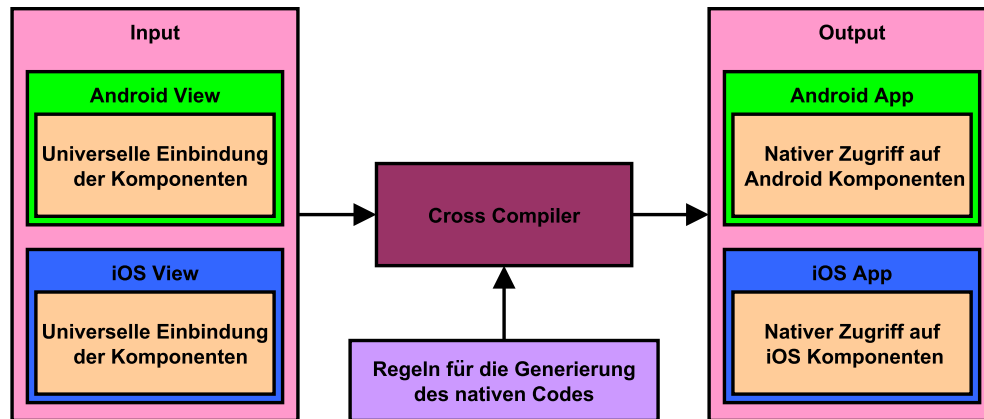 Input
Android View
Universelle Einbindung
der Komponenten
iOS View
Universelle Einbindung
der Komponenten
Cross Compiler
Regeln für die Generierung
des nativen Codes
Output
Android App
Nativer Zugriff auf
Android Komponenten
iOS App
Nativer Zugriff auf
iOS Komponenten